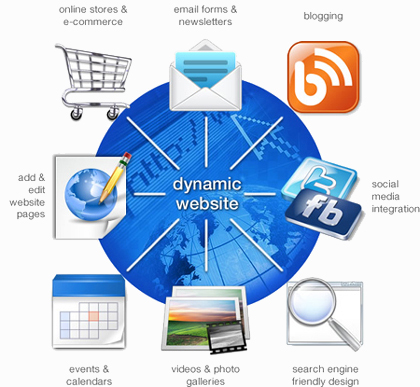 online stores &
e-commerce
email forms &
newsletters
blogging
http://w
add &
edit
website
pages
dynamic
website
social
media
integration
fb
events &
calendars
videos & photo
galleries
search engine
friendly design